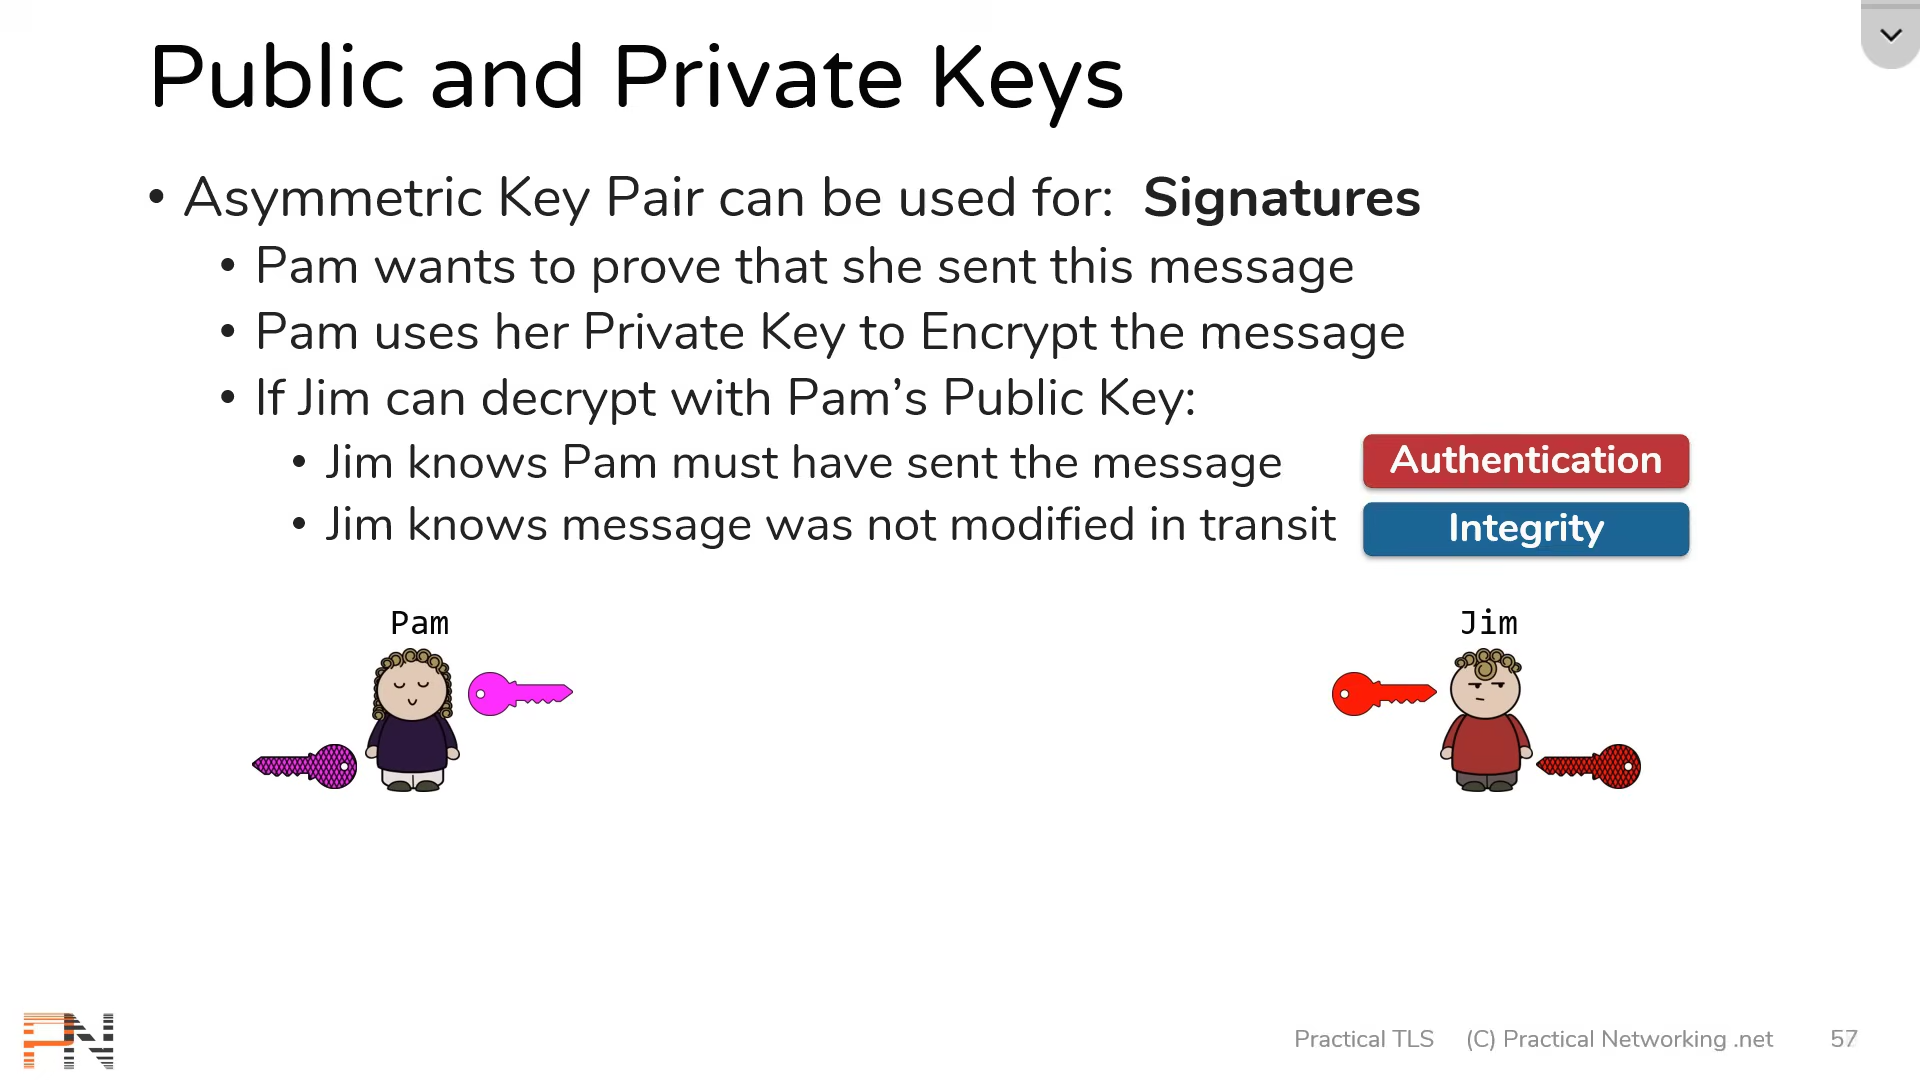 Public and Private Keys
• Asymmetric Key Pair can be used for: Signatures
• Pam wants to prove that she sent this message
• Pam uses her Private Key to Encrypt the message
• If Jim can decrypt with Pam’s Public Key:
• Jim knows Pam must have sent the message
Authentication
• Jim knows message was not modified in transit
Integrity
Pam
Jim
PN
Practical TLS (C) Practical Networking .net 57